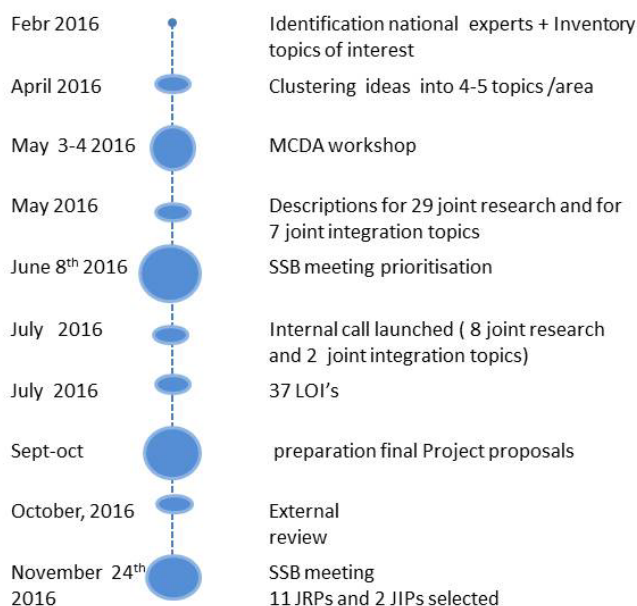 Febr 2016
Identification national experts + Inventory
topics of interest
April 2016
Clustering ideas into 4-5 topics /area
May 3-4 2016
MCDA workshop
May 2016
Descriptions for 29 joint research and for
7 joint integration topics
June 8th 2016
SSB meeting prioritisation
July 2016
Internal call launched ( 8 joint research
and 2 joint integration topics)
July 2016
37 LOI’s
Sept-oct
preparation final Project proposals
October, 2016
External
review
November 24th
2016
SSB meeting
11 JRPs and 2 JIPs selected